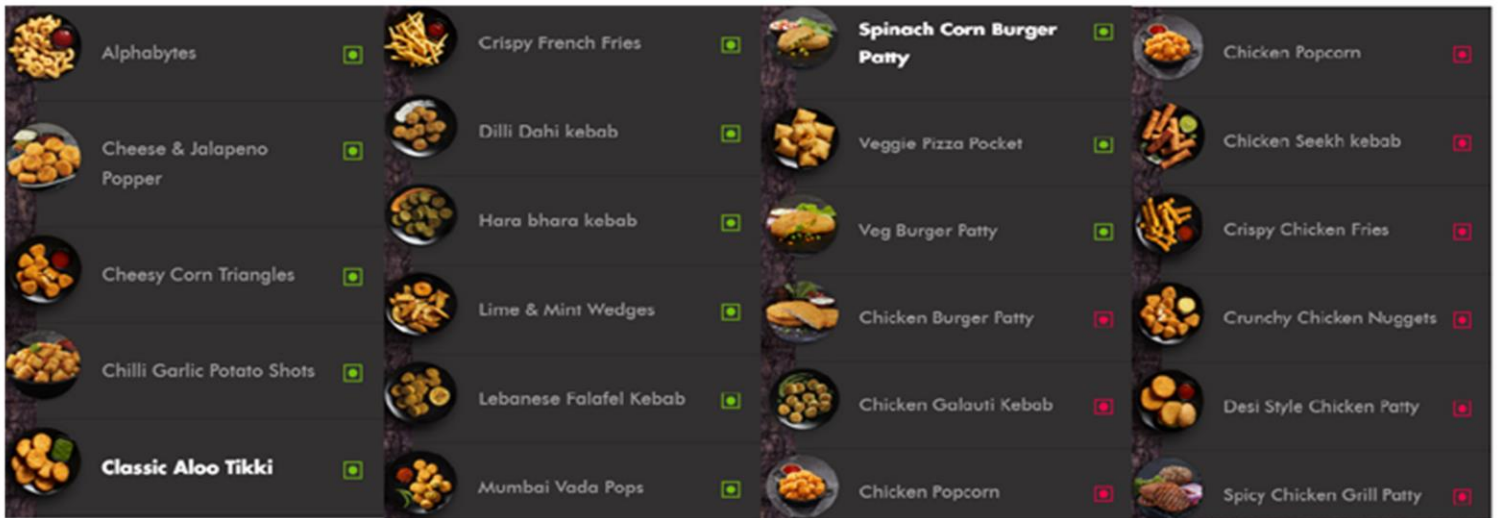 Alphabytes
Cheese & Jalapeno
Popper
Cheesy Corn Triangles
Chilli Garlic Potato Shots
Classic Aloo Tikki
Crispy French Fries
Dilli Dahi kebab
Hara bhara kebab
Lime & Mint Wedges
Lebanese Falafel Kebab
Mumbai Vada Pops
Spinach Corn Burger
Patty
Veggie Pizza Pocket
Veg Burger Patty
Chicken Burger Patty
Chicken Galauti Kebab
Chicken Popcorn
Chicken Popcorn
Chicken Seekh kebab
Crispy Chicken Fries
Crunchy Chicken Nuggets
Desi Style Chicken Patty
Spicy Chicken Grill Patty